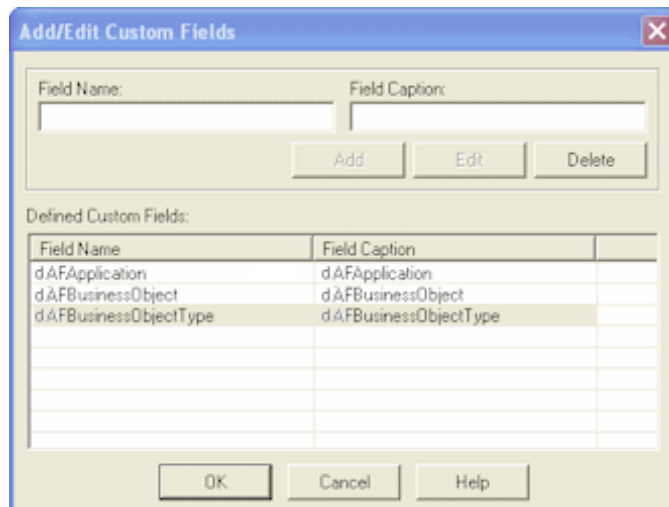 Add/Edit Custom Fields
Field Name: Field Caption:
Add Edit Delete
Defined Custom Fields:
Field Name Field Caption
dAFApplication dAFApplication
dAFBusinessObject dAFBusinessObject
dAFBusinessObjectType dAFBusinessObjectType
OK Cancel Help